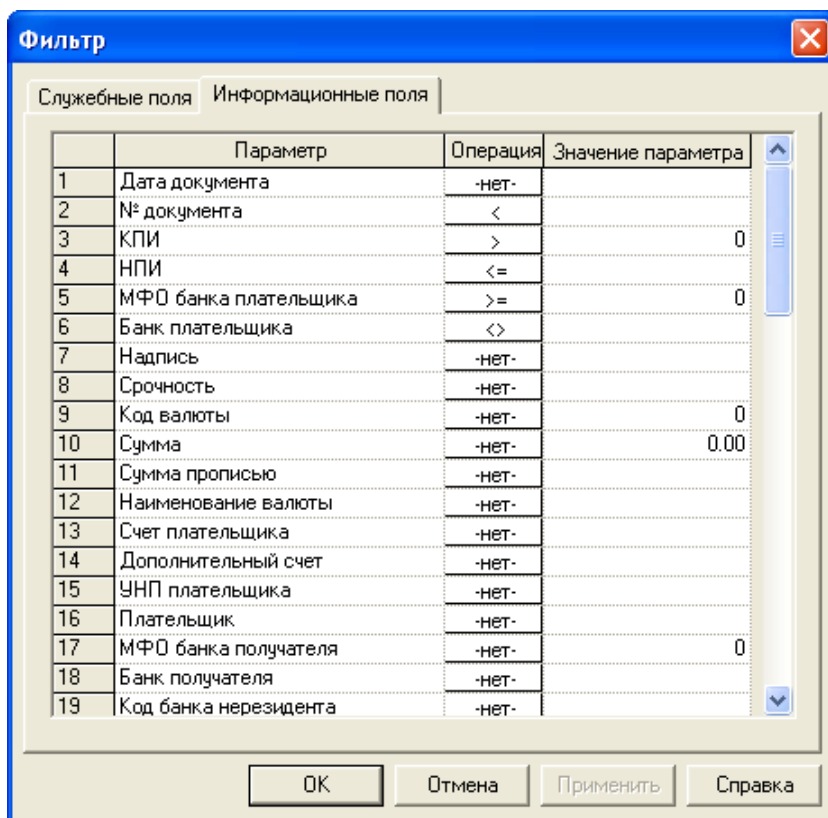 Фильтр
Служебные поля Информационные поля
Параметр Операция Значение параметра
1 Дата документа -нет-
2 № документа <
3 КПИ > 0
4 НПИ <=
5 МФО банка плательщика >= 0
6 Банк плательщика <>
7 Надпись -нет-
8 Срочность -нет-
9 Код валюты -нет- 0
10 Сумма -нет- 0.00
11 Сумма прописью -нет-
12 Наименование валюты -нет-
13 Счет плательщика -нет-
14 Дополнительный счет -нет-
15 УНП плательщика -нет-
16 Плательщик -нет-
17 МФО банка получателя -нет- 0
18 Банк получателя -нет-
19 Код банка нерезидента -нет-
OK Отмена Применить Справка